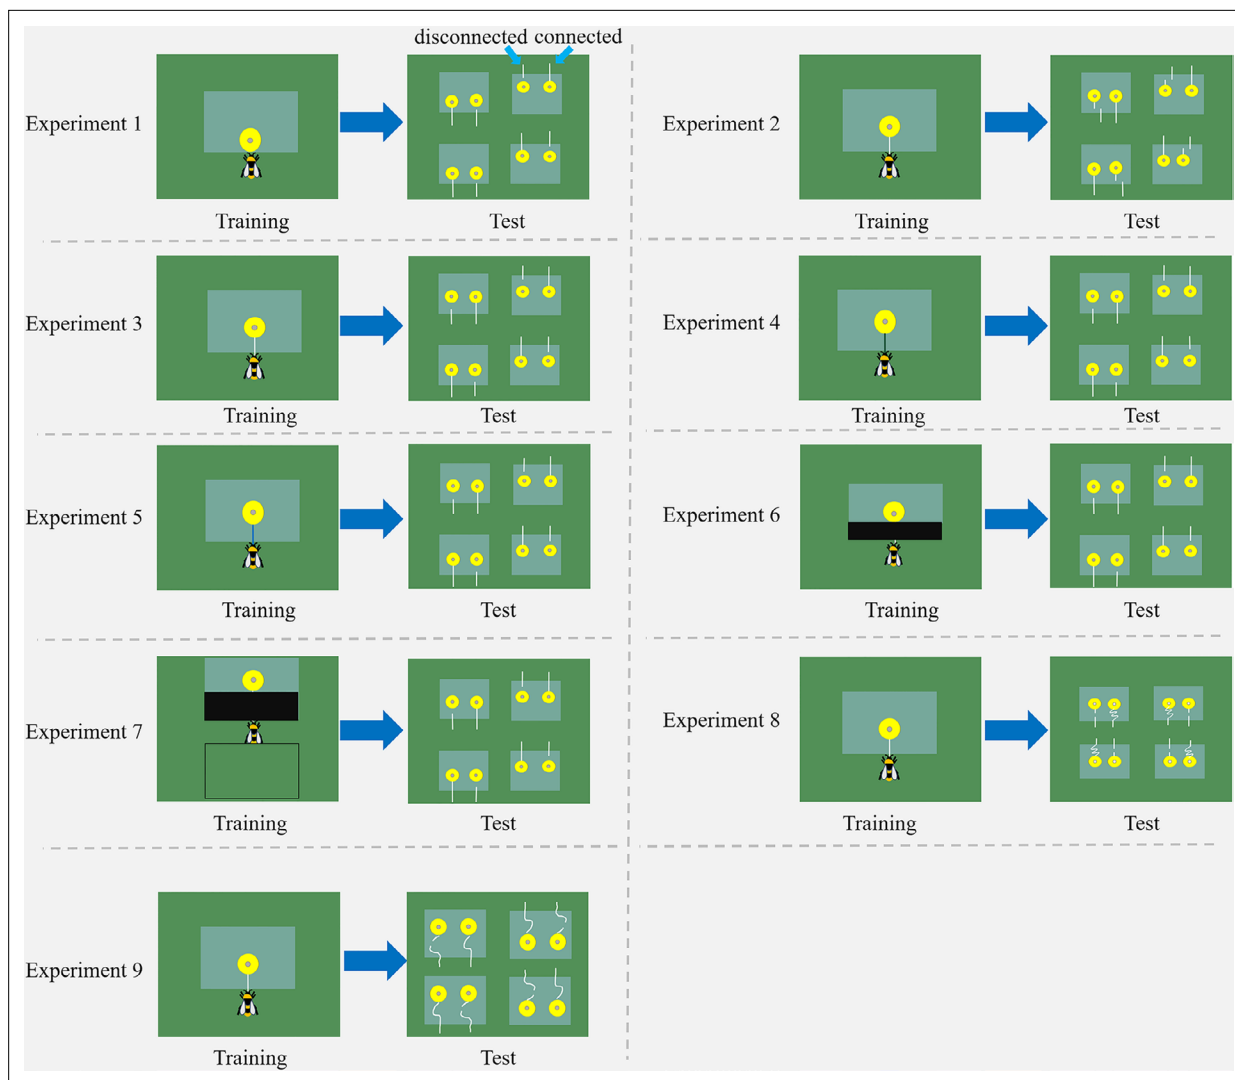 disconnected connected
Experiment 1
Training
Test
Experiment 2
Training
Test
Experiment 3
Training
Test
Experiment 4
Training
Test
Experiment 5
Training
Test
Experiment 6
Training
Test
Experiment 7
Training
Test
Experiment 8
Training
Test
Experiment 9
Training
Test